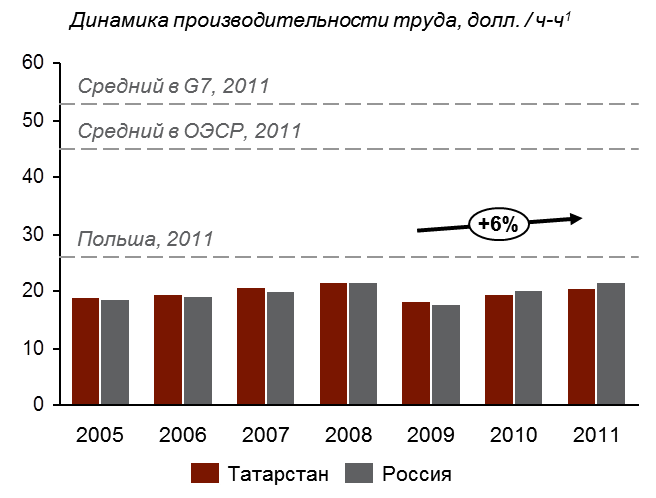 Динамика производительности труда, долл. / ч-ч¹
60
Средний в G7, 2011
50
Средний в ОЭСР, 2011
40
30
+6%
Польша, 2011
20
10
0
2005 2006 2007 2008 2009 2010 2011
Татарстан Россия